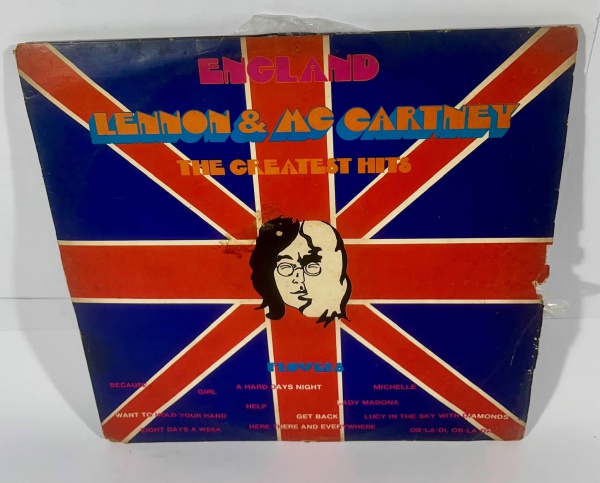 ENGLAND
LENNON & MC CARTNEY
THE GREATEST HITS
FLOWERS
BECAUSE
GIRL
A HARD DAYS NIGHT
MICHELLE
HELP
LADY MADONA
WANT TO HOLD YOUR HAND
GET BACK
LUCY IN THE SKY WITH DIAMONDS
EIGHT DAYS A WEEK
HERE THERE AND EVERYWHERE
OB-LA-DI, OB-LA-DA